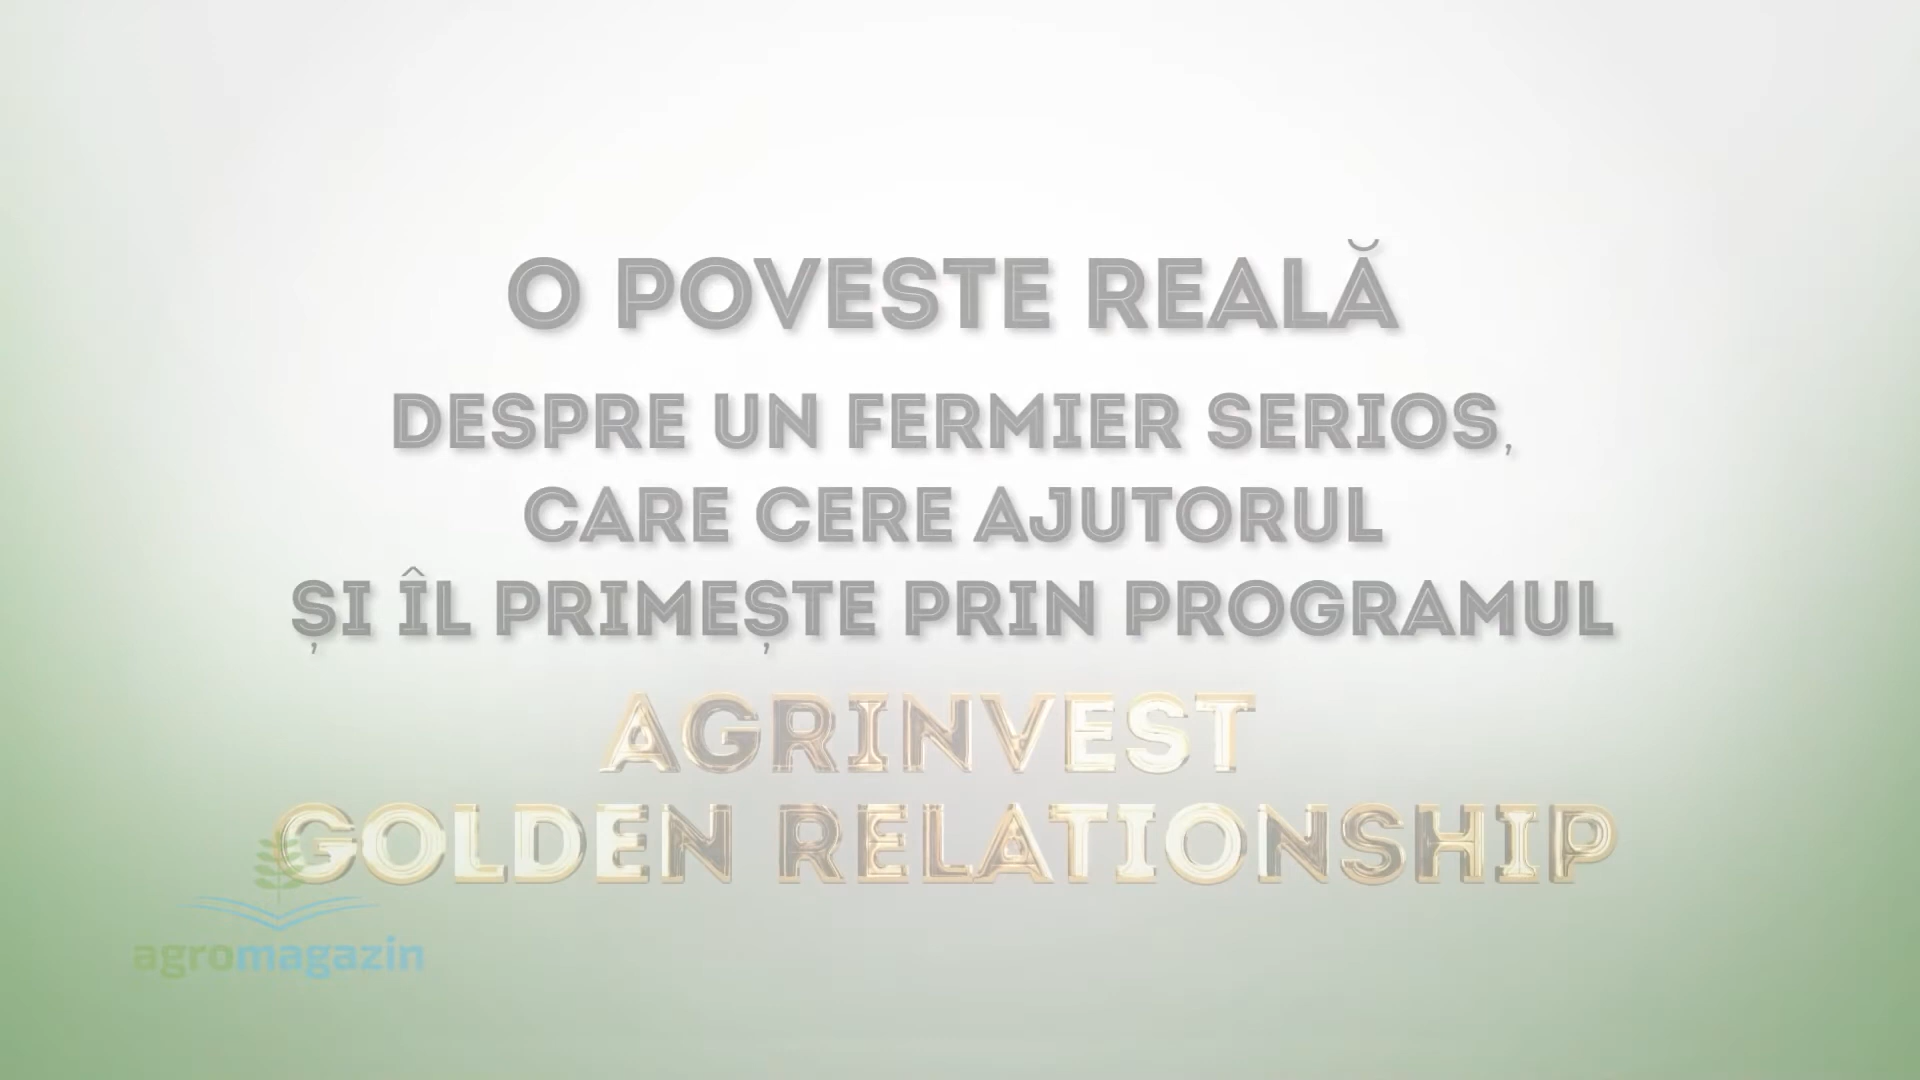 O POVESTE REALĂ
DESPRE UN FERMIER SERIOS,
CARE CERE AJUTORUL
ȘI ÎL PRIMEȘTE PRIN PROGRAMUL
AGRINVEST
GOLDEN RELATIONSHIP
agromagazin